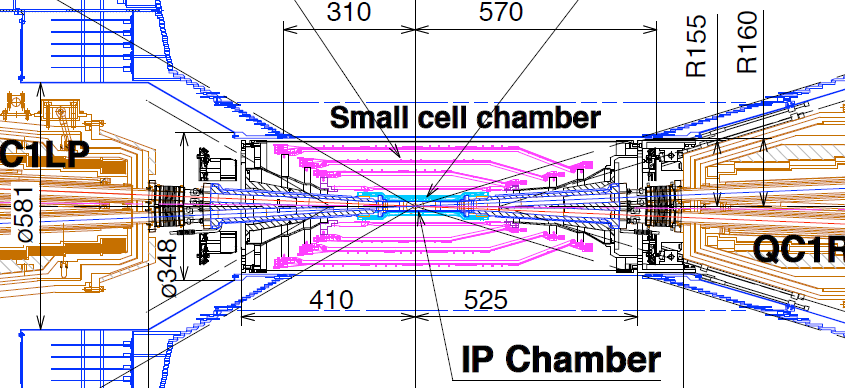 310
570
R155
R160
Small cell chamber
C1LP
ø581
ø348
QC1R
410
525
IP Chamber